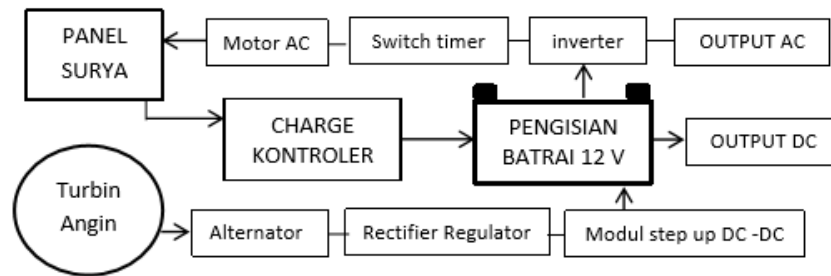 PANEL
SURYA
Motor AC
Switch timer
inverter
OUTPUT AC
CHARGE
KONTROLER
PENGISIAN
BATRAI 12 V
OUTPUT DC
Turbin
Angin
Alternator
Rectifier Regulator
Modul step up DC -DC